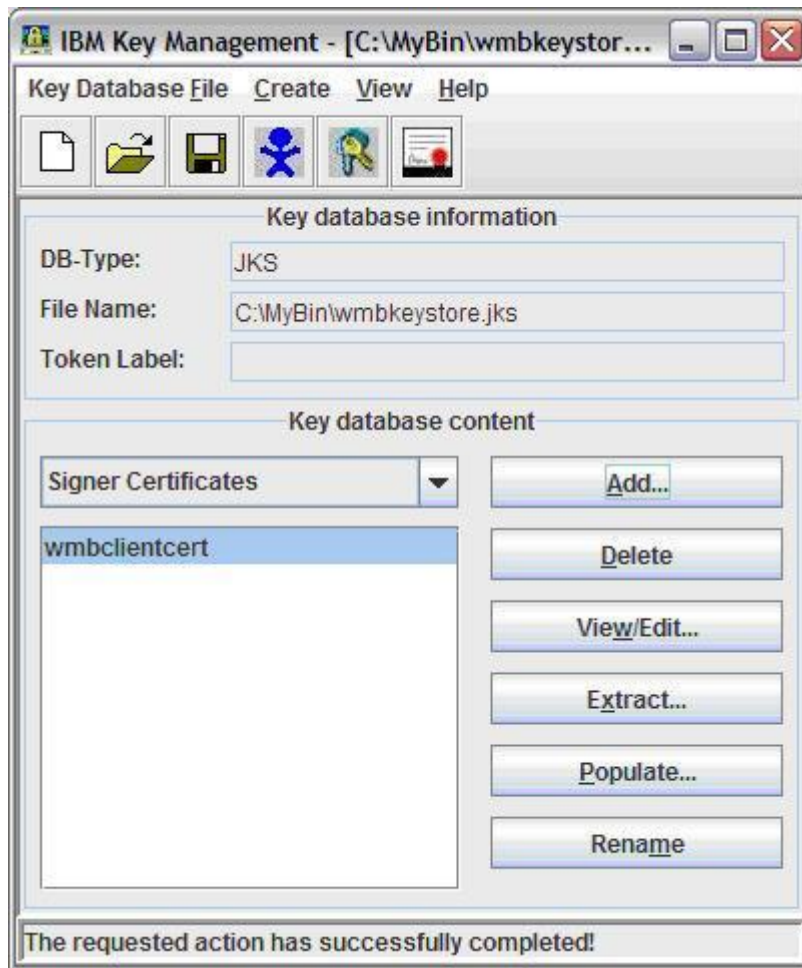 IBM Key Management - [C:\MyBin\wmbkeystor...
Key Database File Create View Help
Key database information
DB-Type: JKS
File Name: C:\MyBin\wmbkeystore.jks
Token Label:
Key database content
Signer Certificates Add...
wmbclientcert
Delete
View/Edit...
Extract...
Populate...
Rename
The requested action has successfully completed!